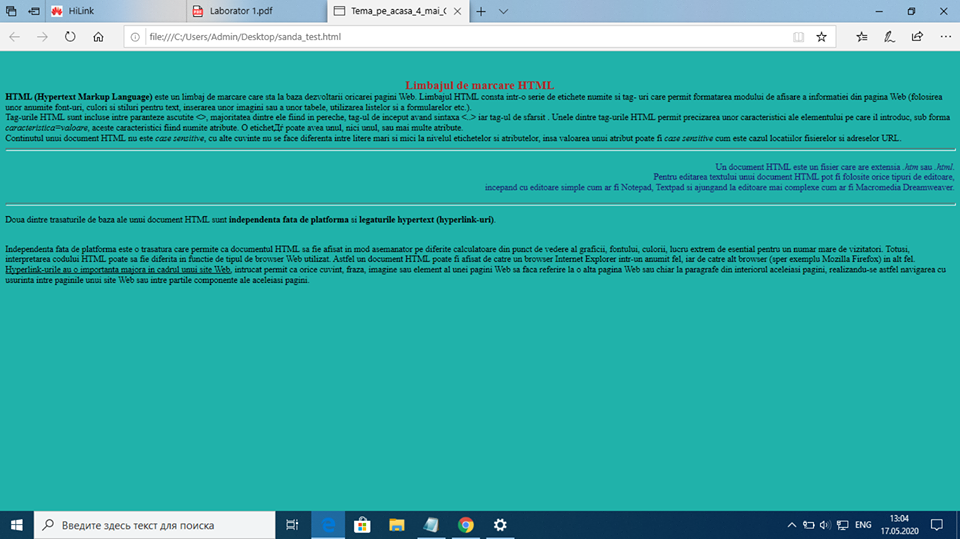 HiLink
Laborator 1.pdf
Tema_pe_acasa_4_mai_C
file:///C:/Users/Admin/Desktop/sanda_test.html
Limbajul de marcare HTML
HTML (Hypertext Markup Language) este un limbaj de marcare care sta la baza dezvoltarii oricarei pagini Web. Limbajul HTML consta intr-o serie de etichete numite si tag- uri care permit formatarea modului de afisare a informatiei din pagina Web (folosirea
unor anumite font-uri, culori si stiluri pentru text, inserarea unor imagini sau a unor tabele, utilizarea listelor si a formularelor etc.).
Tag-urile HTML sunt incluse intre paranteze ascutite <>, majoritatea dintre ele fiind in pereche, tag-ul de inceput avand sintaxa <..> iar tag-ul de sfarsit . Unele dintre tag-urile HTML permit precizarea unor caracteristici ale elementului pe care il introduc, sub forma
caracteristica=valoare, aceste caracteristici fiind numite atribute. O etichetДѓ poate avea unul, nici unul, sau mai multe atribute.
Continutul unui document HTML nu este case sensitive, cu alte cuvinte nu se face diferenta intre litere mari si mici la nivelul etichetelor si atributelor, insa valoarea unui atribut poate fi case sensitive cum este cazul locatiilor fisierelor si adreselor URL.
Un document HTML este un fisier care are extensia .htm sau .html.
Pentru editarea textului unui document HTML pot fi folosite orice tipuri de editoare,
incepand cu editoare simple cum ar fi Notepad, Textpad si ajungand la editoare mai complexe cum ar fi Macromedia Dreamweaver.
Doua dintre trasaturile de baza ale unui document HTML sunt independenta fata de platforma si legaturile hypertext (hyperlink-uri).
Independenta fata de platforma este o trasatura care permite ca documentul HTML sa fie afisat in mod asemanator pe diferite calculatoare din punct de vedere al graficii, fontului, culorii, lucru extrem de esential pentru un numar mare de vizitatori. Totusi,
interpretarea codului HTML poate sa fie diferita in functie de tipul de browser Web utilizat. Astfel un document HTML poate fi afisat de catre un browser Internet Explorer intr-un anumit fel, iar de catre alt browser (sper exemplu Mozilla Firefox) in alt fel.
Hyperlink-urile au o importanta majora in cadrul unui site Web, intrucat permit ca orice cuvint, fraza, imagine sau element al unei pagini Web sa faca referire la o alta pagina Web sau chiar la paragrafe din interiorul aceleiasi pagini, realizandu-se astfel navigarea cu
usurinta intre paginile unui site Web sau intre partile componente ale aceleiasi pagini.
Введите здесь текст для поиска
ENG
13:04
17.05.2020